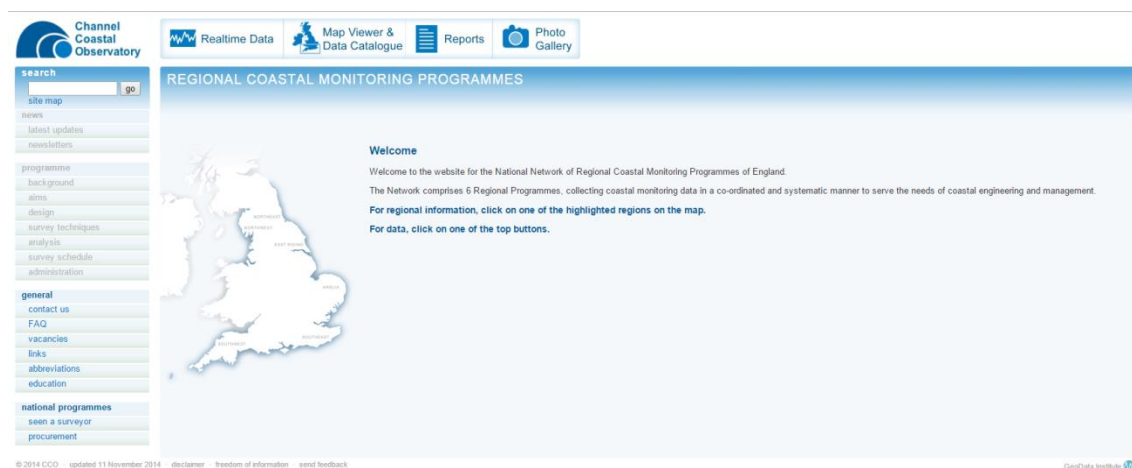 Channel
Coastal
Observatory
Realtime Data
Map Viewer &
Data Catalogue
Reports
Photo
Gallery
search
go
site map
news
latest updates
newsletters
programme
background
aims
design
survey techniques
analysis
survey schedule
administration
general
contact us
FAQ
vacancies
links
abbreviations
education
national programmes
seen a surveyor
procurement
REGIONAL COASTAL MONITORING PROGRAMMES
NORTHEAST
NORTHWEST
EAST RIDING
ANGLIA
SOUTHWEST
SOUTHEAST
Welcome
Welcome to the website for the National Network of Regional Coastal Monitoring Programmes of England.
The Network comprises 6 Regional Programmes, collecting coastal monitoring data in a co-ordinated and systematic manner to serve the needs of coastal engineering and management.
For regional information, click on one of the highlighted regions on the map.
For data, click on one of the top buttons.
© 2014 CCO - updated 11 November 2014 - disclaimer - freedom of information - send feedback
GeoData Institute